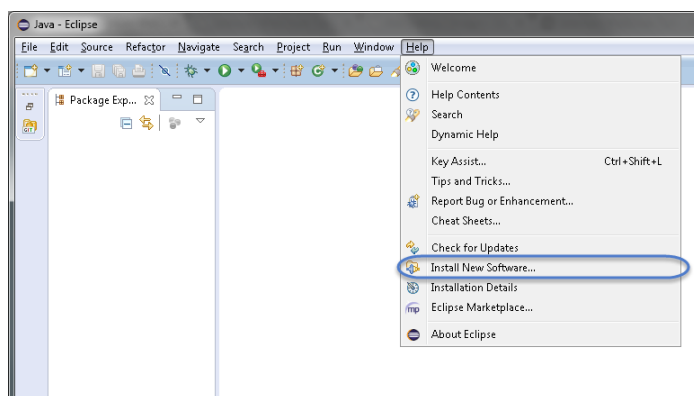 Java - Eclipse
File Edit Source Refactor Navigate Search Project Run Window Help
Package Exp...
GIT
Welcome
Help Contents
Search
Dynamic Help
Key Assist... Ctrl+Shift+L
Tips and Tricks...
Report Bug or Enhancement...
Cheat Sheets...
Check for Updates
Install New Software...
Installation Details
mp Eclipse Marketplace...
About Eclipse